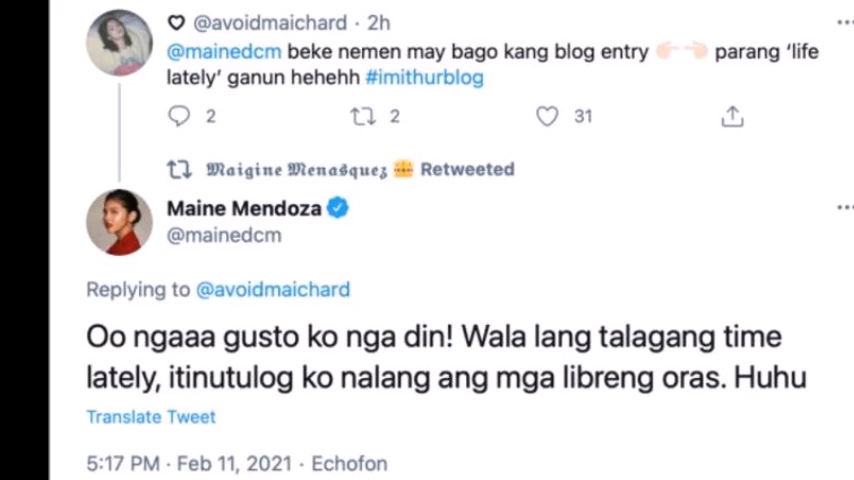 @avoidmaichard · 2h
@mainedcm beke nemen may bago kang blog entry 👉🏻👈🏻 parang ‘life
lately’ ganun hehehh #imithurblog
2 2 31
𝕸𝖆𝖎𝖌𝖎𝖓𝖊 𝕸𝖊𝖓𝖆𝖘𝖖𝖚𝖊𝖟 Retweeted
Maine Mendoza
@mainedcm
Replying to @avoidmaichard
Oo ngaaa gusto ko nga din! Wala lang talagang time
lately, itinutulog ko nalang ang mga libreng oras. Huhu
Translate Tweet
5:17 PM · Feb 11, 2021 · Echofon